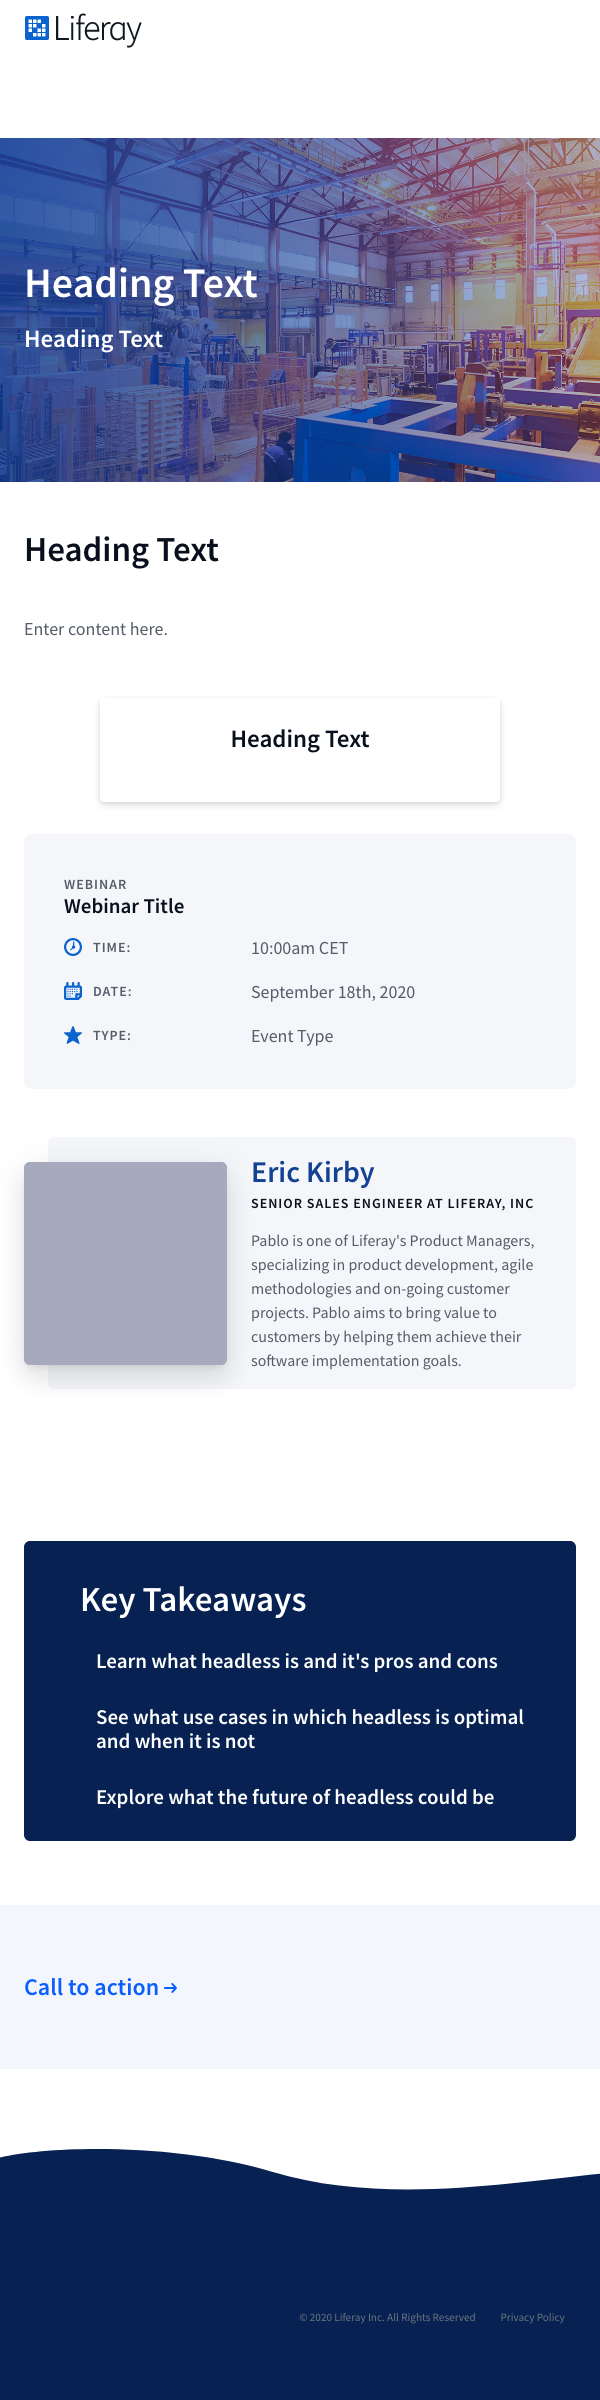 Liferay
Heading Text
Heading Text
Heading Text
Enter content here.
Heading Text
WEBINAR
Webinar Title
TIME: 10:00am CET
DATE: September 18th, 2020
TYPE: Event Type
Eric Kirby
SENIOR SALES ENGINEER AT LIFERAY, INC
Pablo is one of Liferay's Product Managers,
specializing in product development, agile
methodologies and on-going customer
projects. Pablo aims to bring value to
customers by helping them achieve their
software implementation goals.
Key Takeaways
Learn what headless is and it's pros and cons
See what use cases in which headless is optimal
and when it is not
Explore what the future of headless could be
Call to action →
© 2020 Liferay Inc. All Rights Reserved Privacy Policy